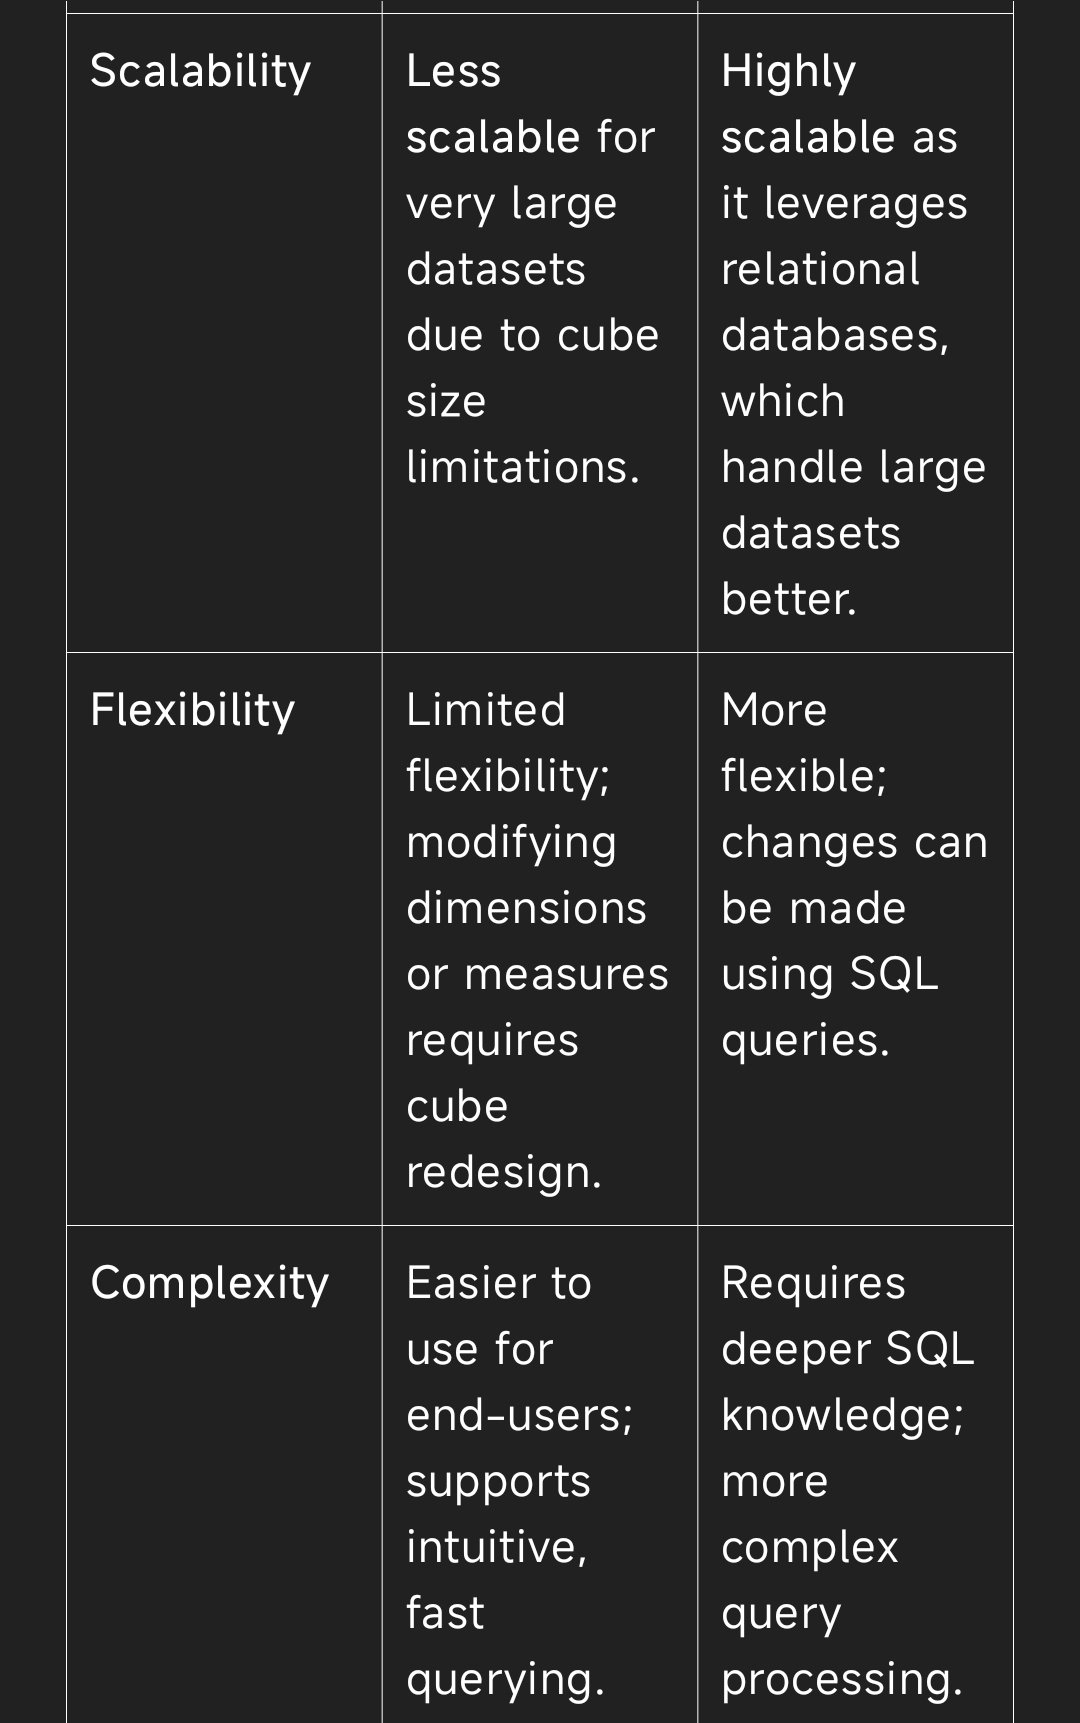 Scalability
Less
scalable for
very large
datasets
due to cube
size
limitations.
Highly
scalable as
it leverages
relational
databases,
which
handle large
datasets
better.
Flexibility
Limited
flexibility;
modifying
dimensions
or measures
requires
cube
redesign.
More
flexible;
changes can
be made
using SQL
queries.
Complexity
Easier to
use for
end-users;
supports
intuitive,
fast
querying.
Requires
deeper SQL
knowledge;
more
complex
query
processing.